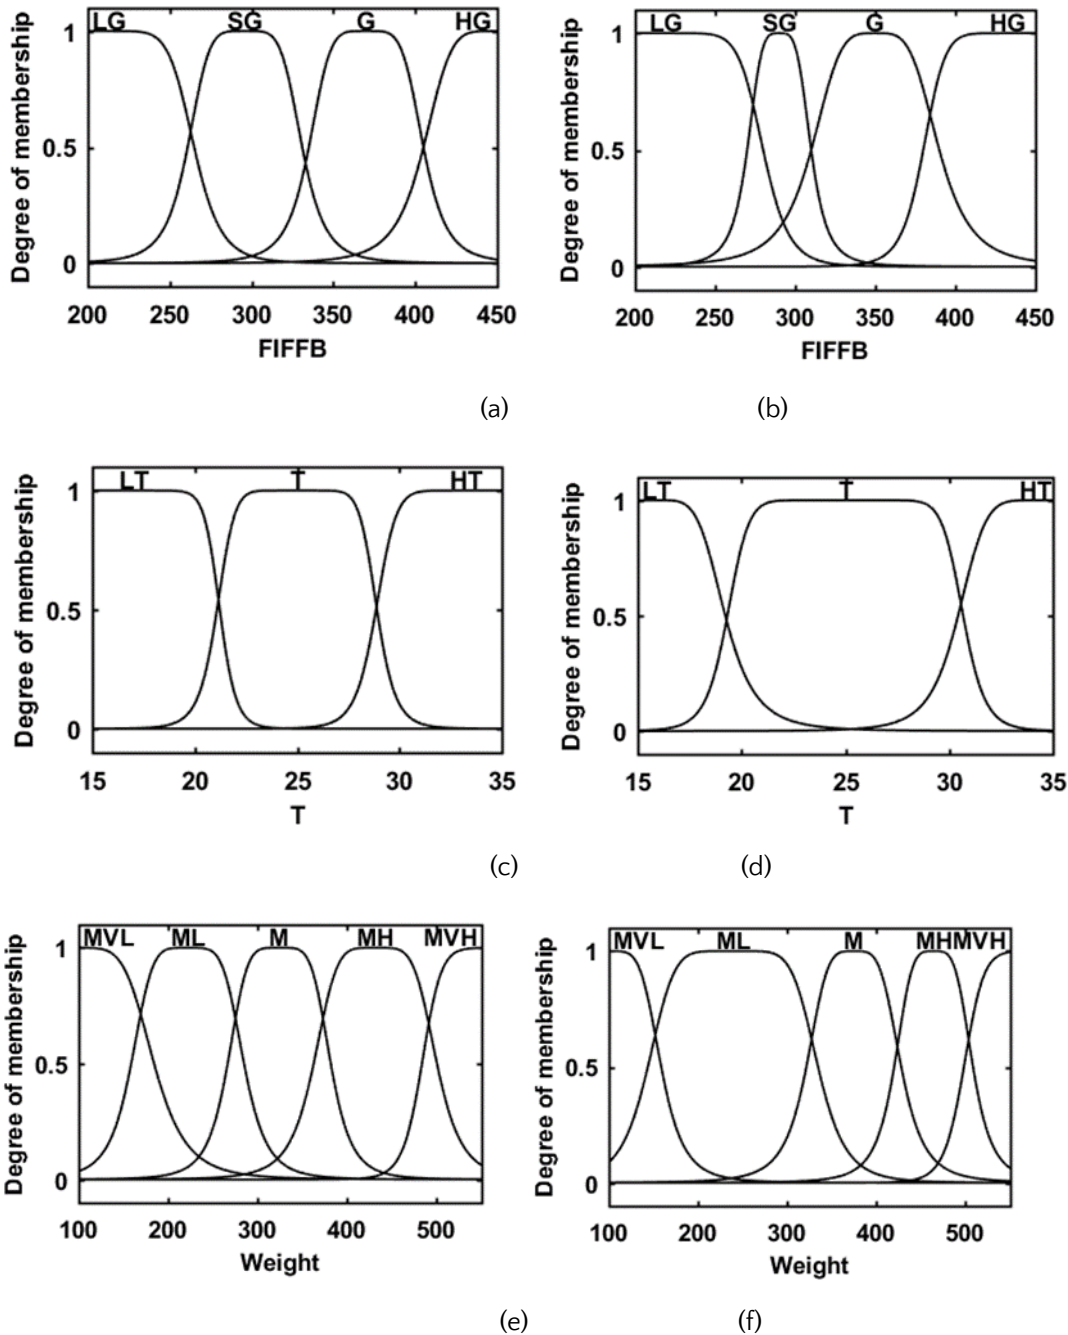 LG SG G HG
Degree of membership
1
0.5
0
200 250 300 350 400 450
FIFFB
LG SG G HG
Degree of membership
1
0.5
0
200 250 300 350 400 450
FIFFB
(a) (b)
LT T HT
Degree of membership
1
0.5
0
15 20 25 30 35
T
LT T HT
Degree of membership
1
0.5
0
15 20 25 30 35
T
(c) (d)
MVL ML M MH MVH
Degree of membership
1
0.5
0
100 200 300 400 500
Weight
MVL ML M MH MVH
Degree of membership
1
0.5
0
100 200 300 400 500
Weight
(e) (f)